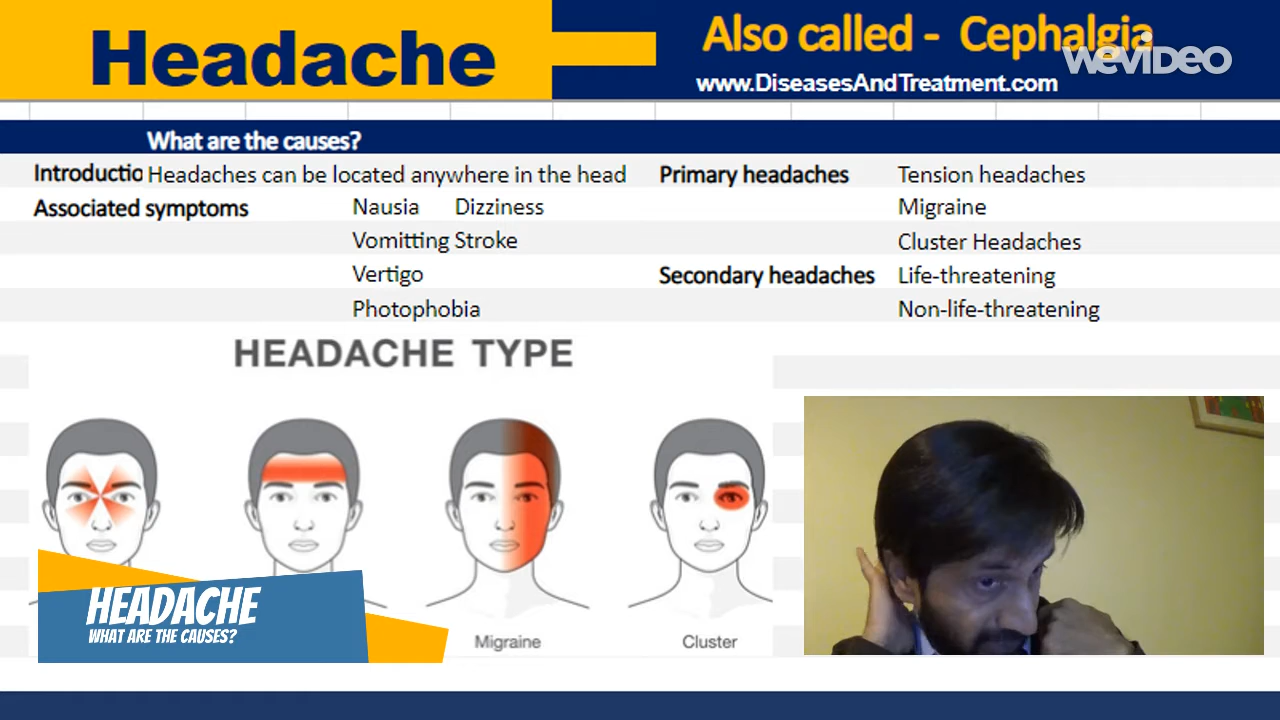 Headache
Also called - Cephalgia
WeVideo
www.DiseasesAndTreatment.com
What are the causes?
Introductio Headaches can be located anywhere in the head
Primary headaches Tension headaches
Associated symptoms Nausia Dizziness
Migraine
Vomitting Stroke
Cluster Headaches
Vertigo
Secondary headaches Life-threatening
Photophobia
Non-life-threatening
HEADACHE TYPE
HEADACHE
WHAT ARE THE CAUSES?
Migraine
Cluster